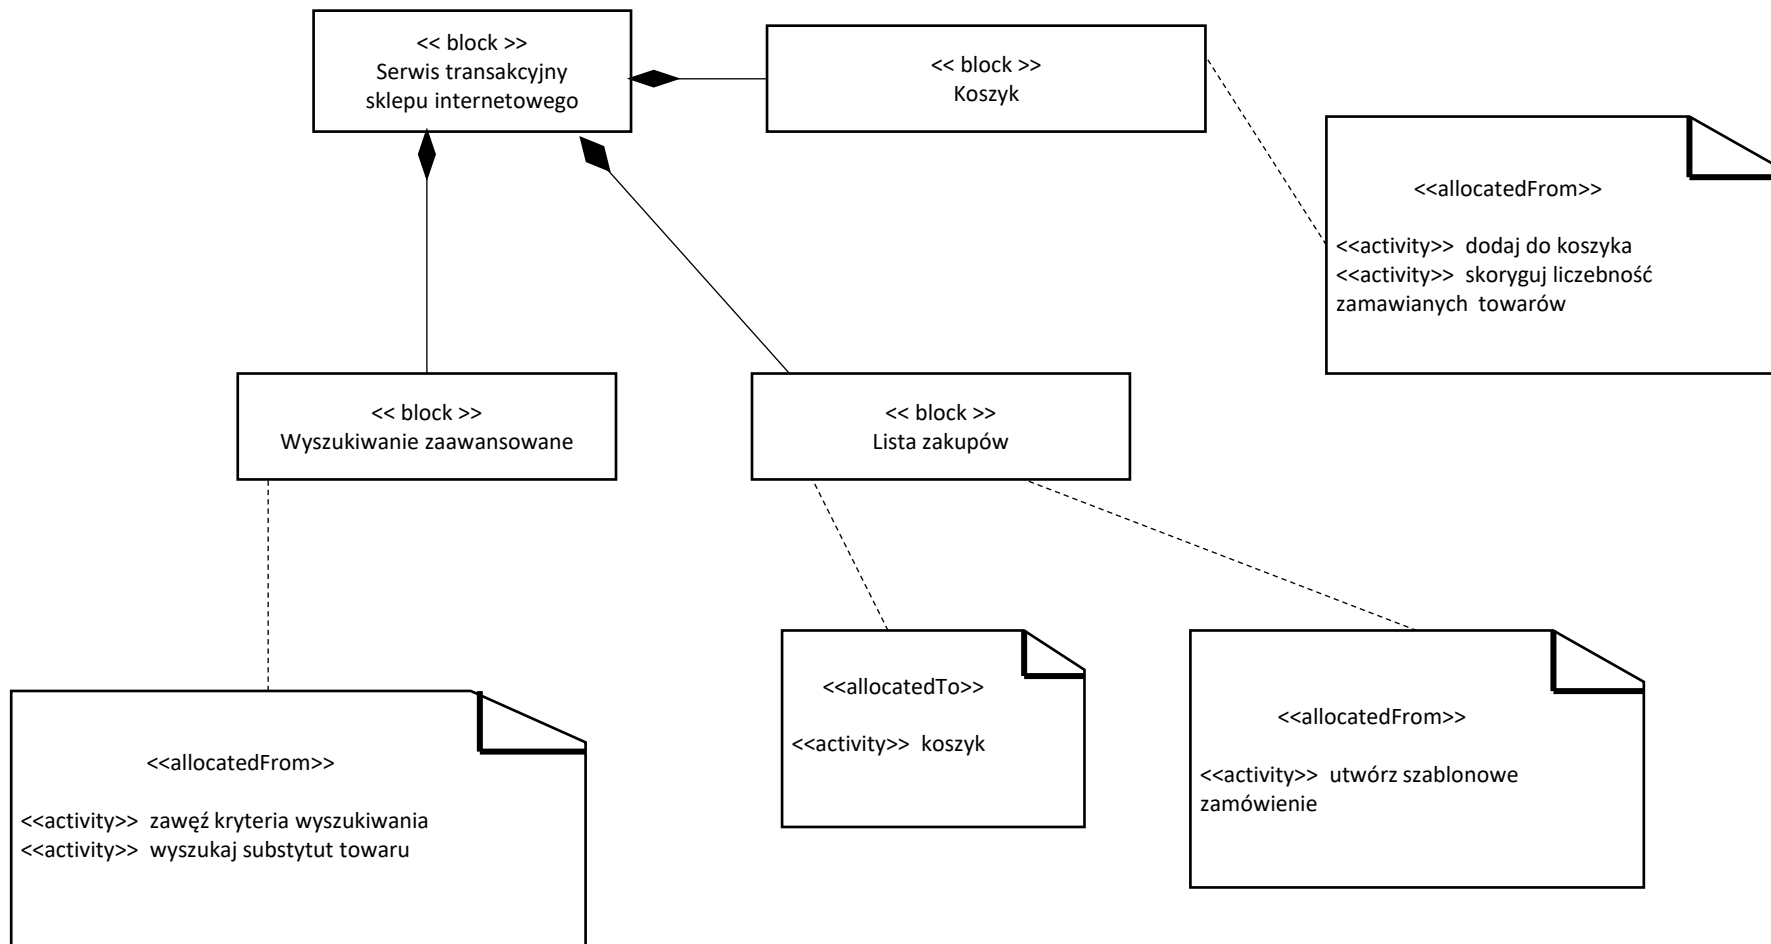 << block >>
Serwis transakcyjny
sklepu internetowego
<< block >>
Koszyk
<<allocatedFrom>>
<<activity>> dodaj do koszyka
<<activity>> skoryguj liczebność
zamawianych towarów
<< block >>
Wyszukiwanie zaawansowane
<< block >>
Lista zakupów
<<allocatedFrom>>
<<activity>> zawęź kryteria wyszukiwania
<<activity>> wyszukaj substytut towaru
<<allocatedTo>>
<<activity>> koszyk
<<allocatedFrom>>
<<activity>> utwórz szablonowe
zamówienie